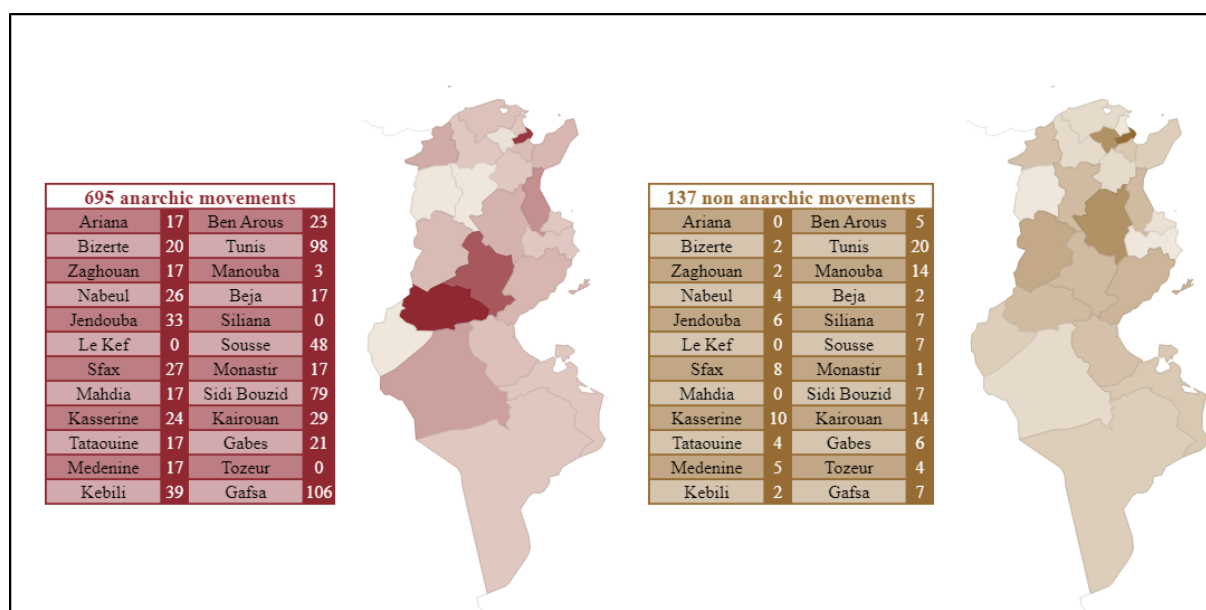 695 anarchic movements
Ariana 17 Ben Arous 23
Bizerte 20 Tunis 98
Zaghouan 17 Manouba 3
Nabeul 26 Beja 17
Jendouba 33 Siliana 0
Le Kef 0 Sousse 48
Sfax 27 Monastir 17
Mahdia 17 Sidi Bouzid 79
Kasserine 24 Kairouan 29
Tataouine 17 Gabes 21
Medenine 17 Tozeur 0
Kebili 39 Gafsa 106
137 non anarchic movements
Ariana 0 Ben Arous 5
Bizerte 2 Tunis 20
Zaghouan 2 Manouba 14
Nabeul 4 Beja 2
Jendouba 6 Siliana 7
Le Kef 0 Sousse 7
Sfax 8 Monastir 1
Mahdia 0 Sidi Bouzid 7
Kasserine 10 Kairouan 14
Tataouine 4 Gabes 6
Medenine 5 Tozeur 4
Kebili 2 Gafsa 7